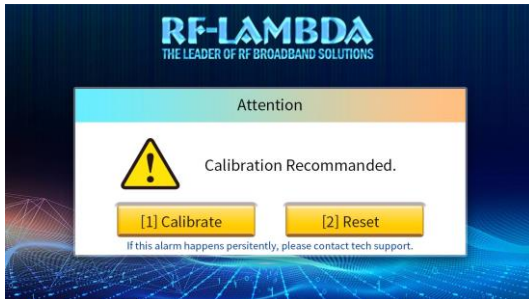 RF-LAMBDA
THE LEADER OF RF BROADBAND SOLUTIONS
Attention
Calibration Recommanded.
[1] Calibrate
[2] Reset
If this alarm happens persitently, please contact tech support.